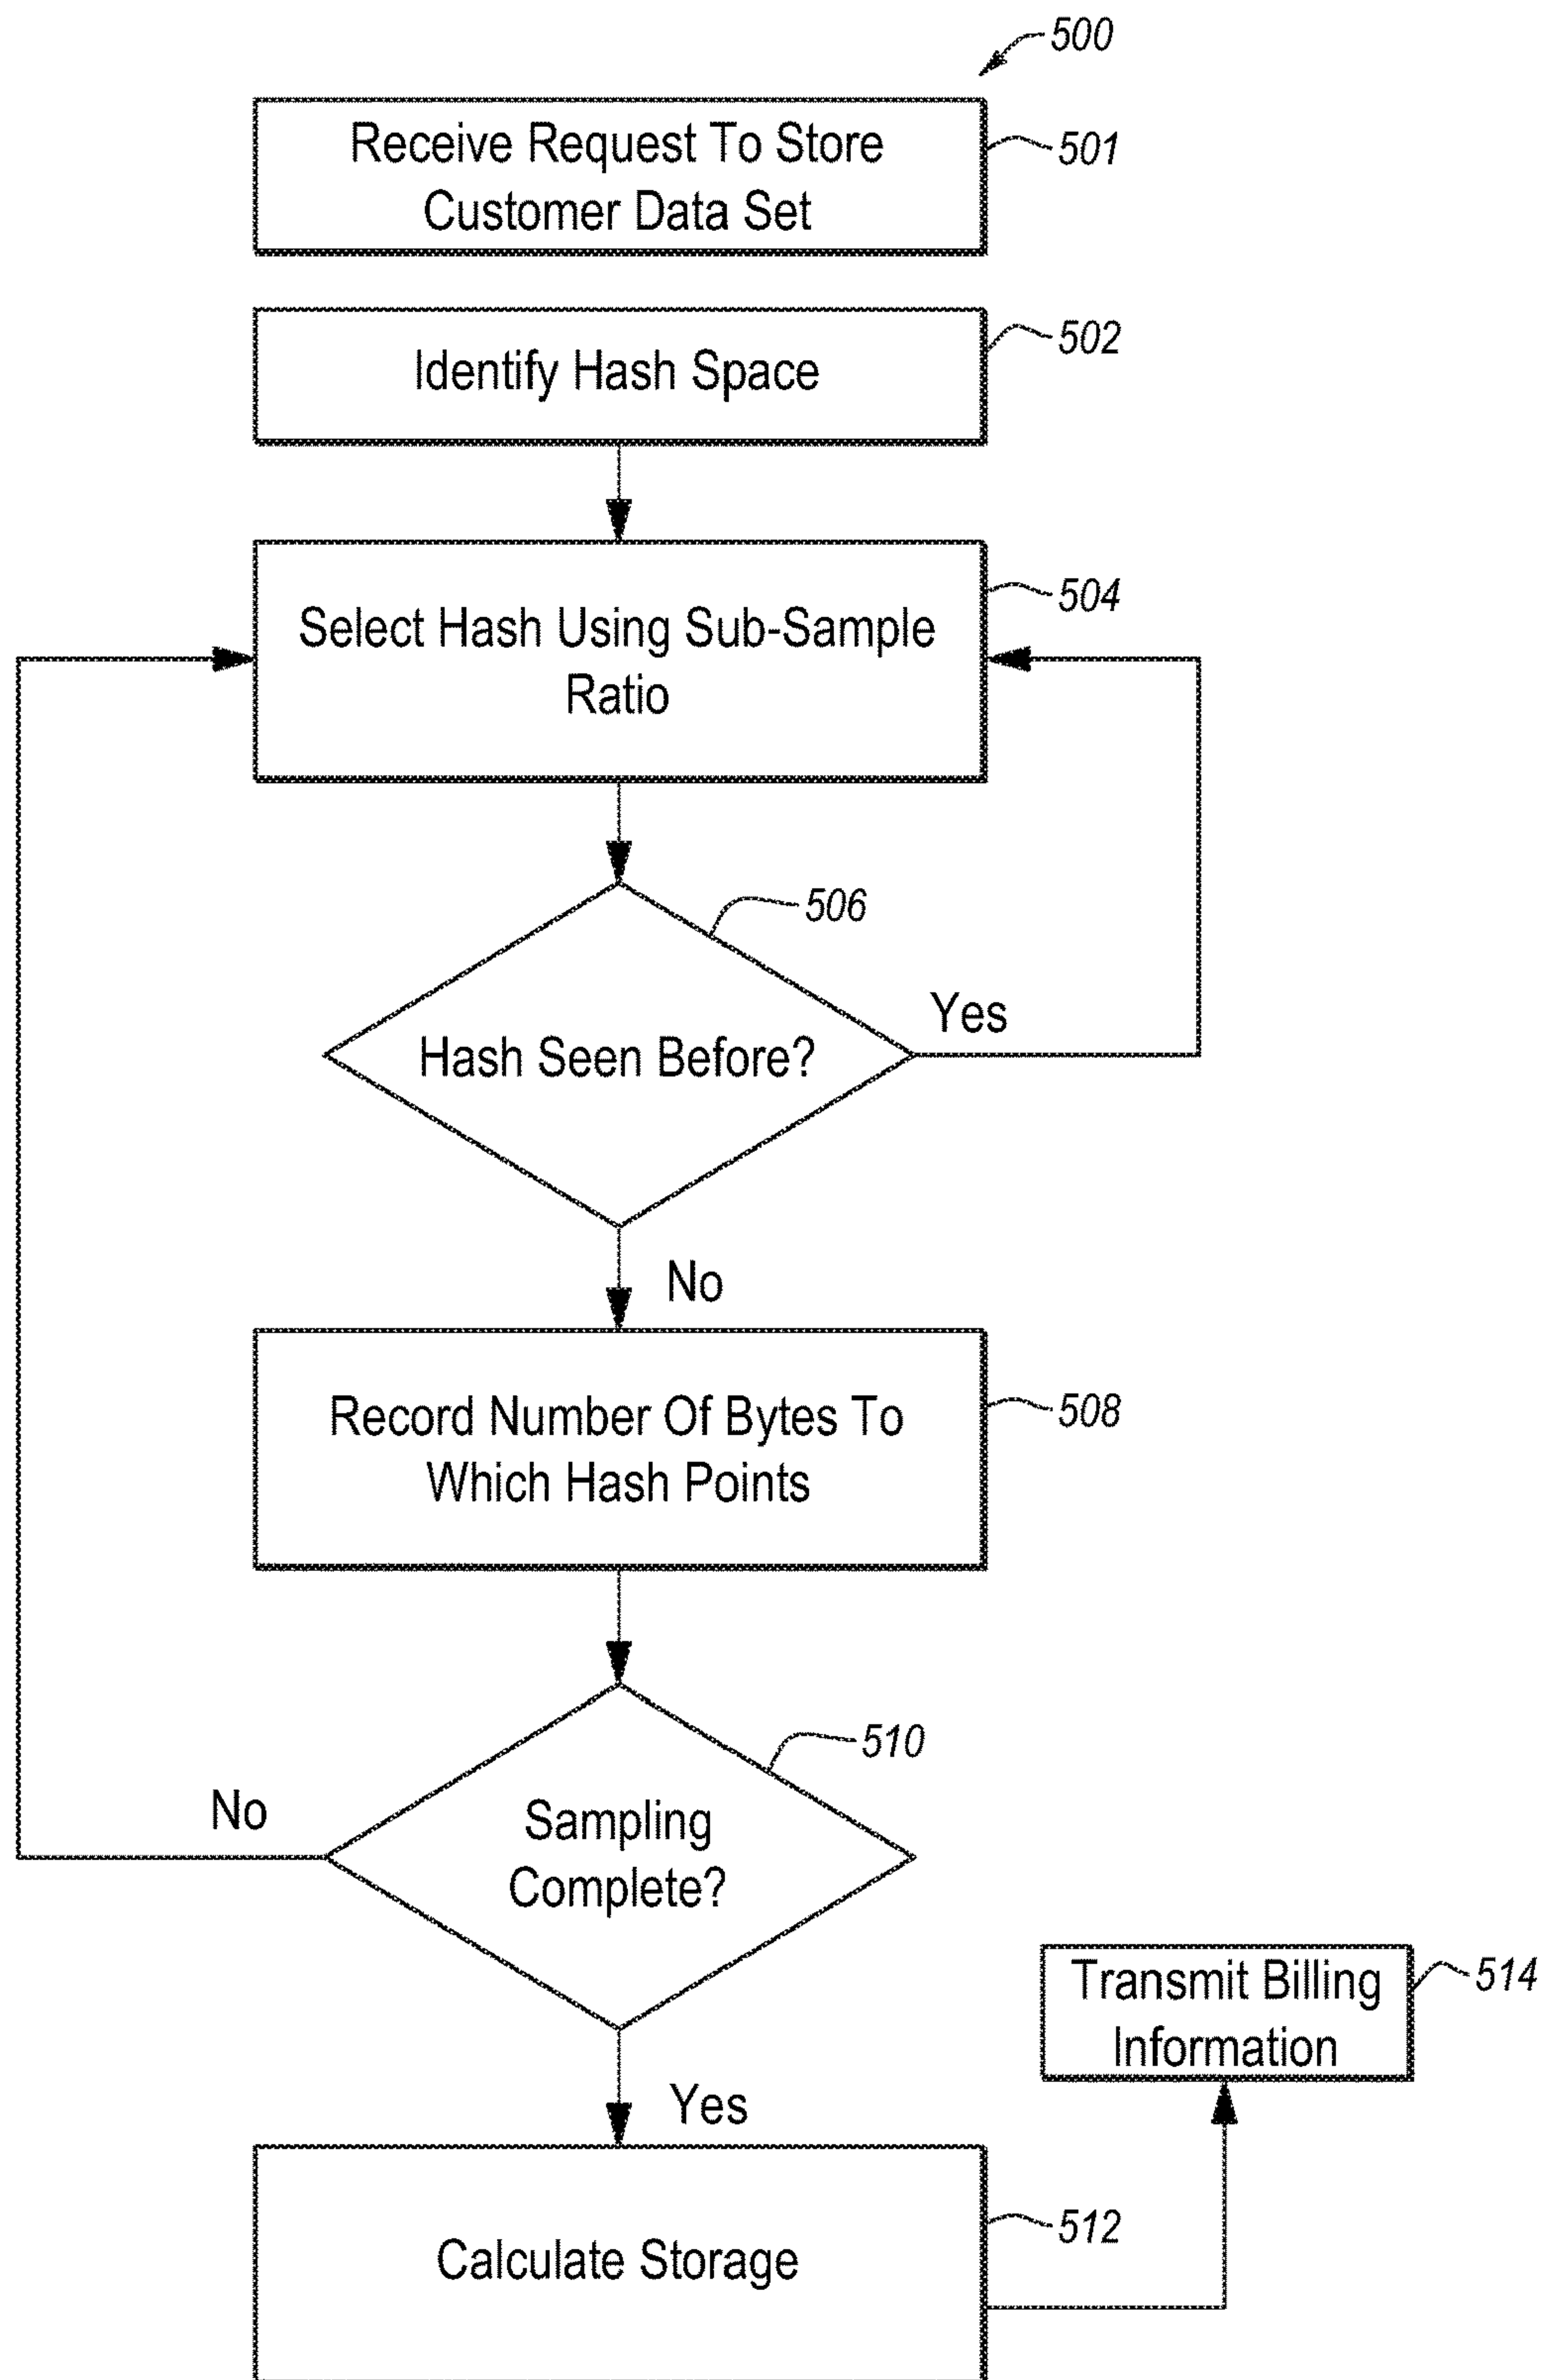 500
Receive Request To Store
Customer Data Set
501
Identify Hash Space
502
Select Hash Using Sub-Sample
Ratio
504
506
Hash Seen Before?
Yes
No
Record Number Of Bytes To
Which Hash Points
508
510
No
Sampling
Complete?
Transmit Billing
Information
514
Yes
Calculate Storage
512